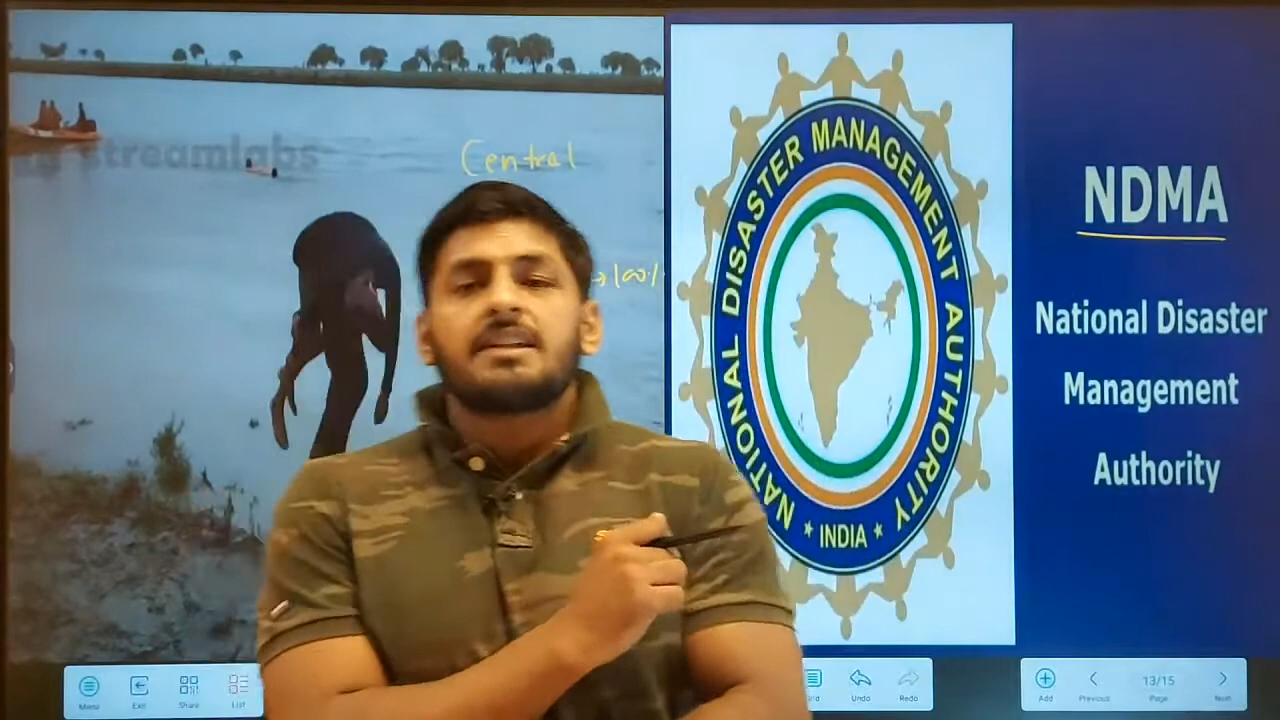 streamlabs
Central
→100%
NATIONAL DISASTER MANAGEMENT AUTHORITY
* INDIA *
NDMA
National Disaster
Management
Authority
Menu
Exit
Share
List
Undo
Redo
Add
Previous
13/15
Page
Next